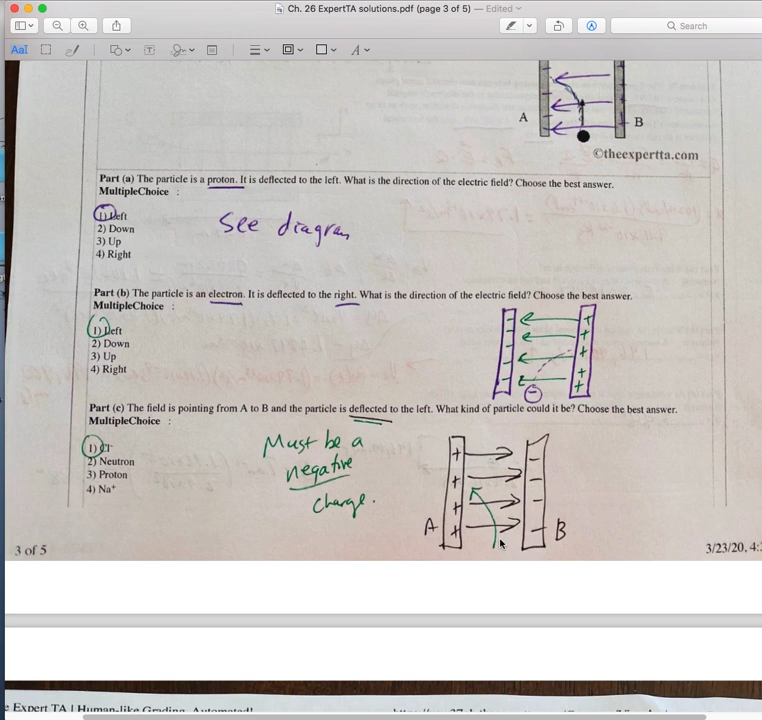 Ch. 26 ExpertTA solutions.pdf (page 3 of 5) — Edited
Search
AaI
T
A
A
B
©theexpertta.com
Part (a) The particle is a proton. It is deflected to the left. What is the direction of the electric field? Choose the best answer.
MultipleChoice :
1) Left
2) Down
3) Up
4) Right
See diagram
Part (b) The particle is an electron. It is deflected to the right. What is the direction of the electric field? Choose the best answer.
MultipleChoice :
1) Left
2) Down
3) Up
4) Right
Part (c) The field is pointing from A to B and the particle is deflected to the left. What kind of particle could it be? Choose the best answer.
MultipleChoice :
1) Cl⁻
2) Neutron
3) Proton
4) Na⁺
Must be a
negative
charge.
A
B
3 of 5
3/23/20, 4:
Expert TA | Human-like Grading, Automated!